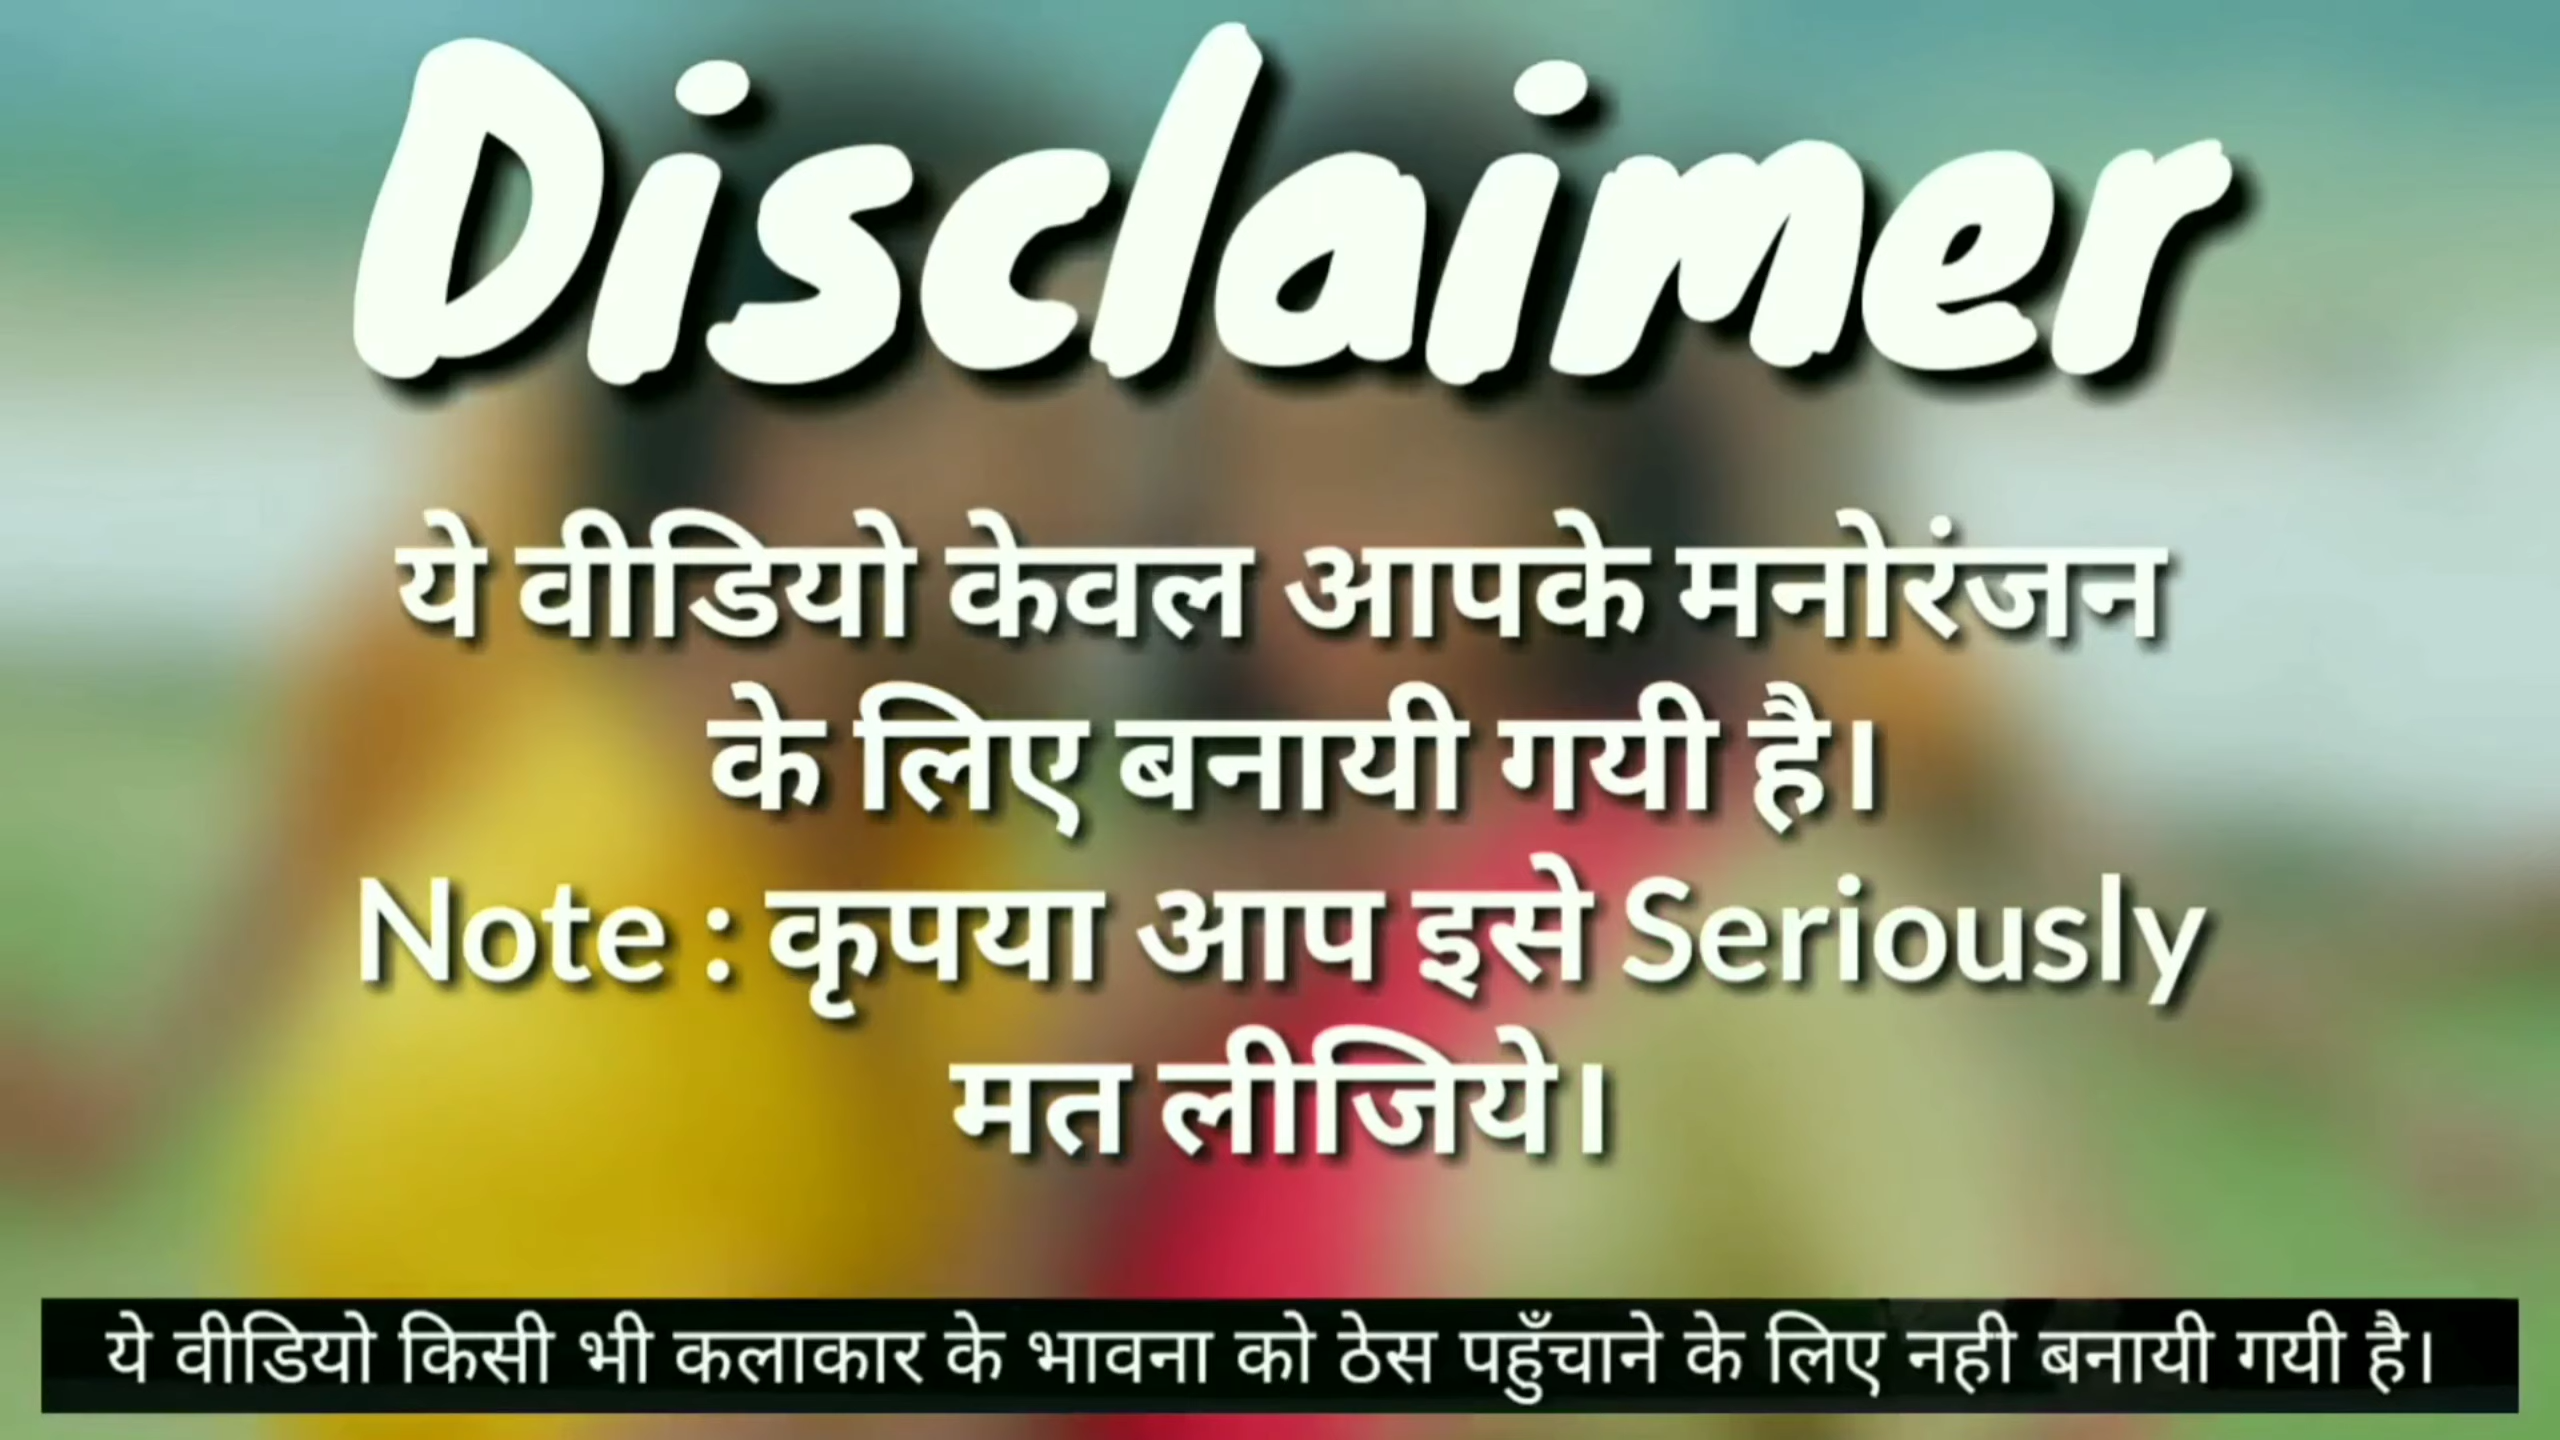 Disclaimer
ये वीडियो केवल आपके मनोरंजन
के लिए बनायी गयी है।
Note : कृपया आप इसे Seriously
मत लीजिये।
ये वीडियो किसी भी कलाकार के भावना को ठेस पहुँचाने के लिए नही बनायी गयी है।